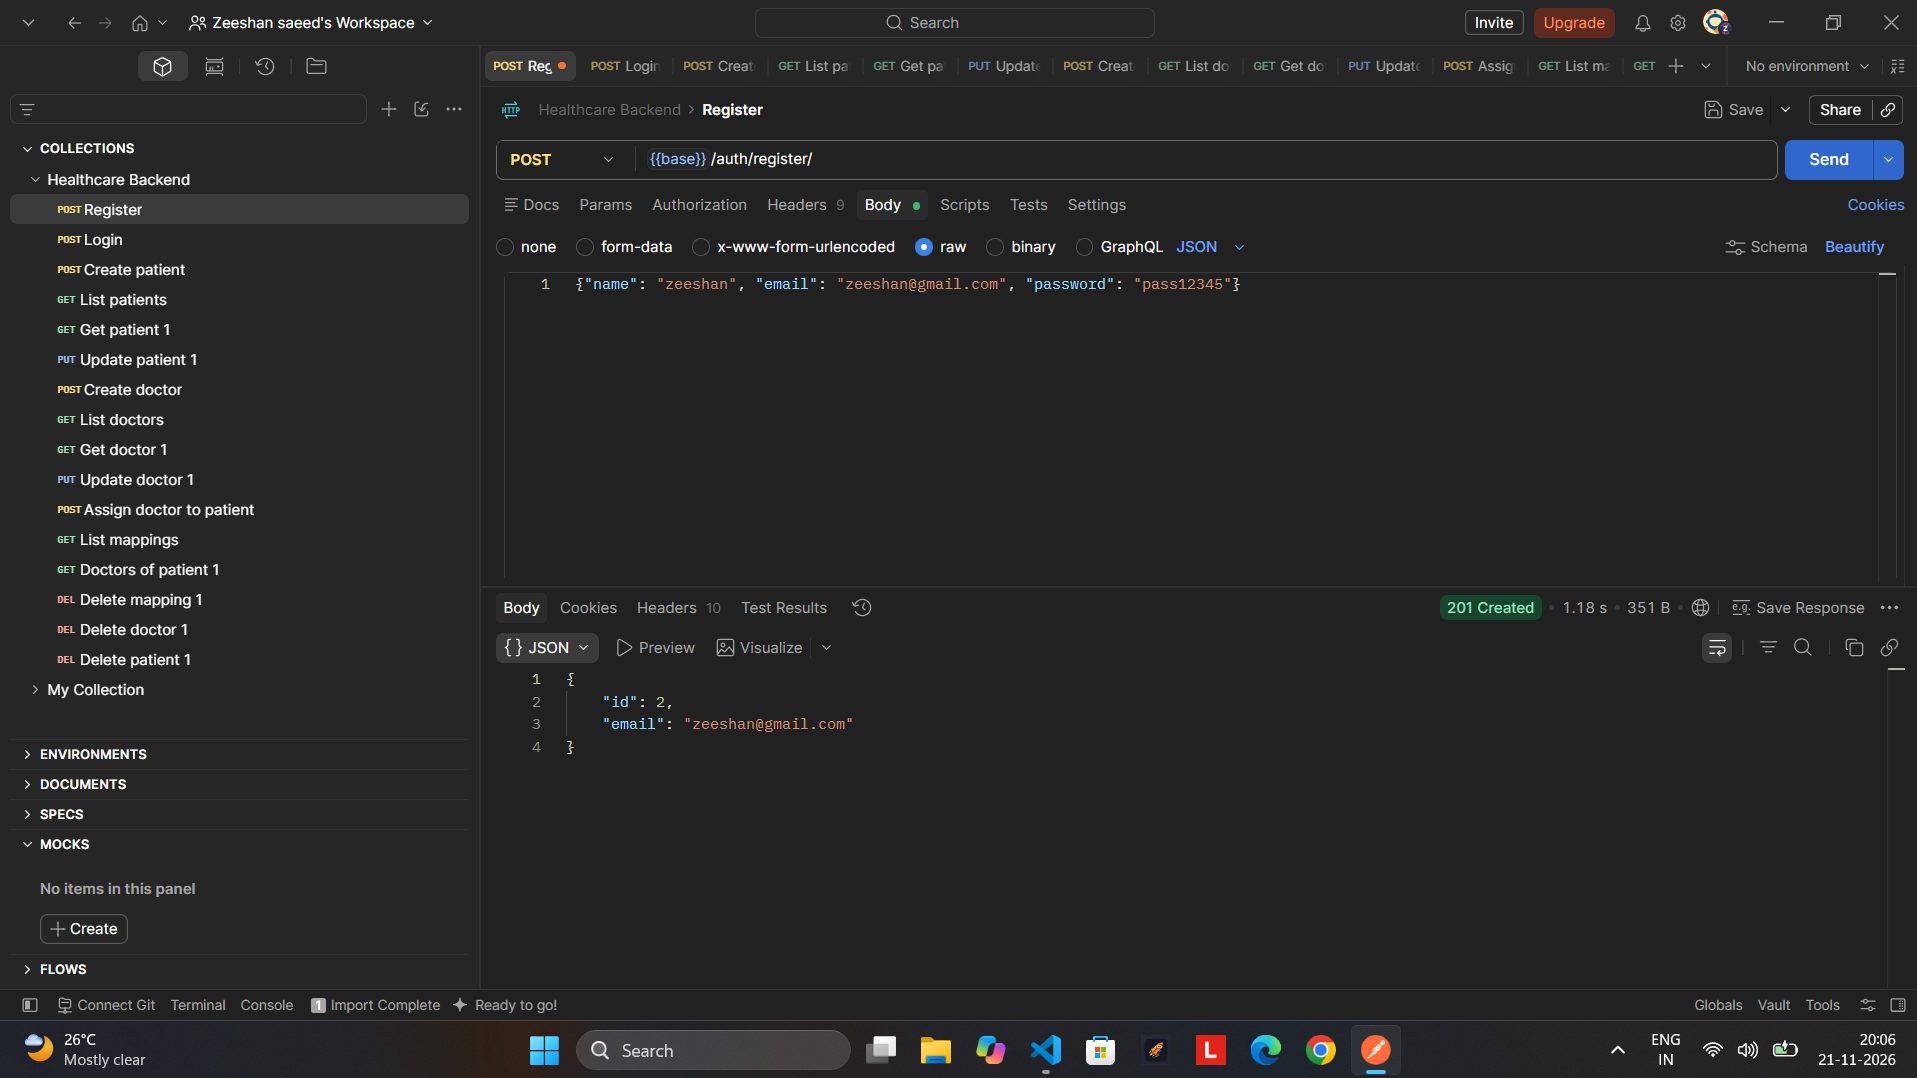 Zeeshan saeed's Workspace
Search
Invite
Upgrade
POST Reg
POST Login
POST Creat
GET List pa
GET Get pa
PUT Update
POST Creat
GET List do
GET Get do
PUT Update
POST Assig
GET List ma
GET
No environment
COLLECTIONS
Healthcare Backend
POST Register
POST Login
POST Create patient
GET List patients
GET Get patient 1
PUT Update patient 1
POST Create doctor
GET List doctors
GET Get doctor 1
PUT Update doctor 1
POST Assign doctor to patient
GET List mappings
GET Doctors of patient 1
DEL Delete mapping 1
DEL Delete doctor 1
DEL Delete patient 1
My Collection
ENVIRONMENTS
DOCUMENTS
SPECS
MOCKS
No items in this panel
Create
FLOWS
HTTP Healthcare Backend > Register
Save
Share
POST {{base}} /auth/register/
Send
Docs Params Authorization Headers 9 Body Scripts Tests Settings
Cookies
none form-data x-www-form-urlencoded raw binary GraphQL JSON
Schema Beautify
1 {"name": "zeeshan", "email": "zeeshan@gmail.com", "password": "pass12345"}
Body Cookies Headers 10 Test Results
201 Created • 1.18 s • 351 B
e.g. Save Response
{} JSON Preview Visualize
1 {
2 "id": 2,
3 "email": "zeeshan@gmail.com"
4 }
Connect Git Terminal Console 1 Import Complete Ready to go!
Globals Vault Tools
26°C
Mostly clear
Search
L
ENG
IN
20:06
21-11-2026